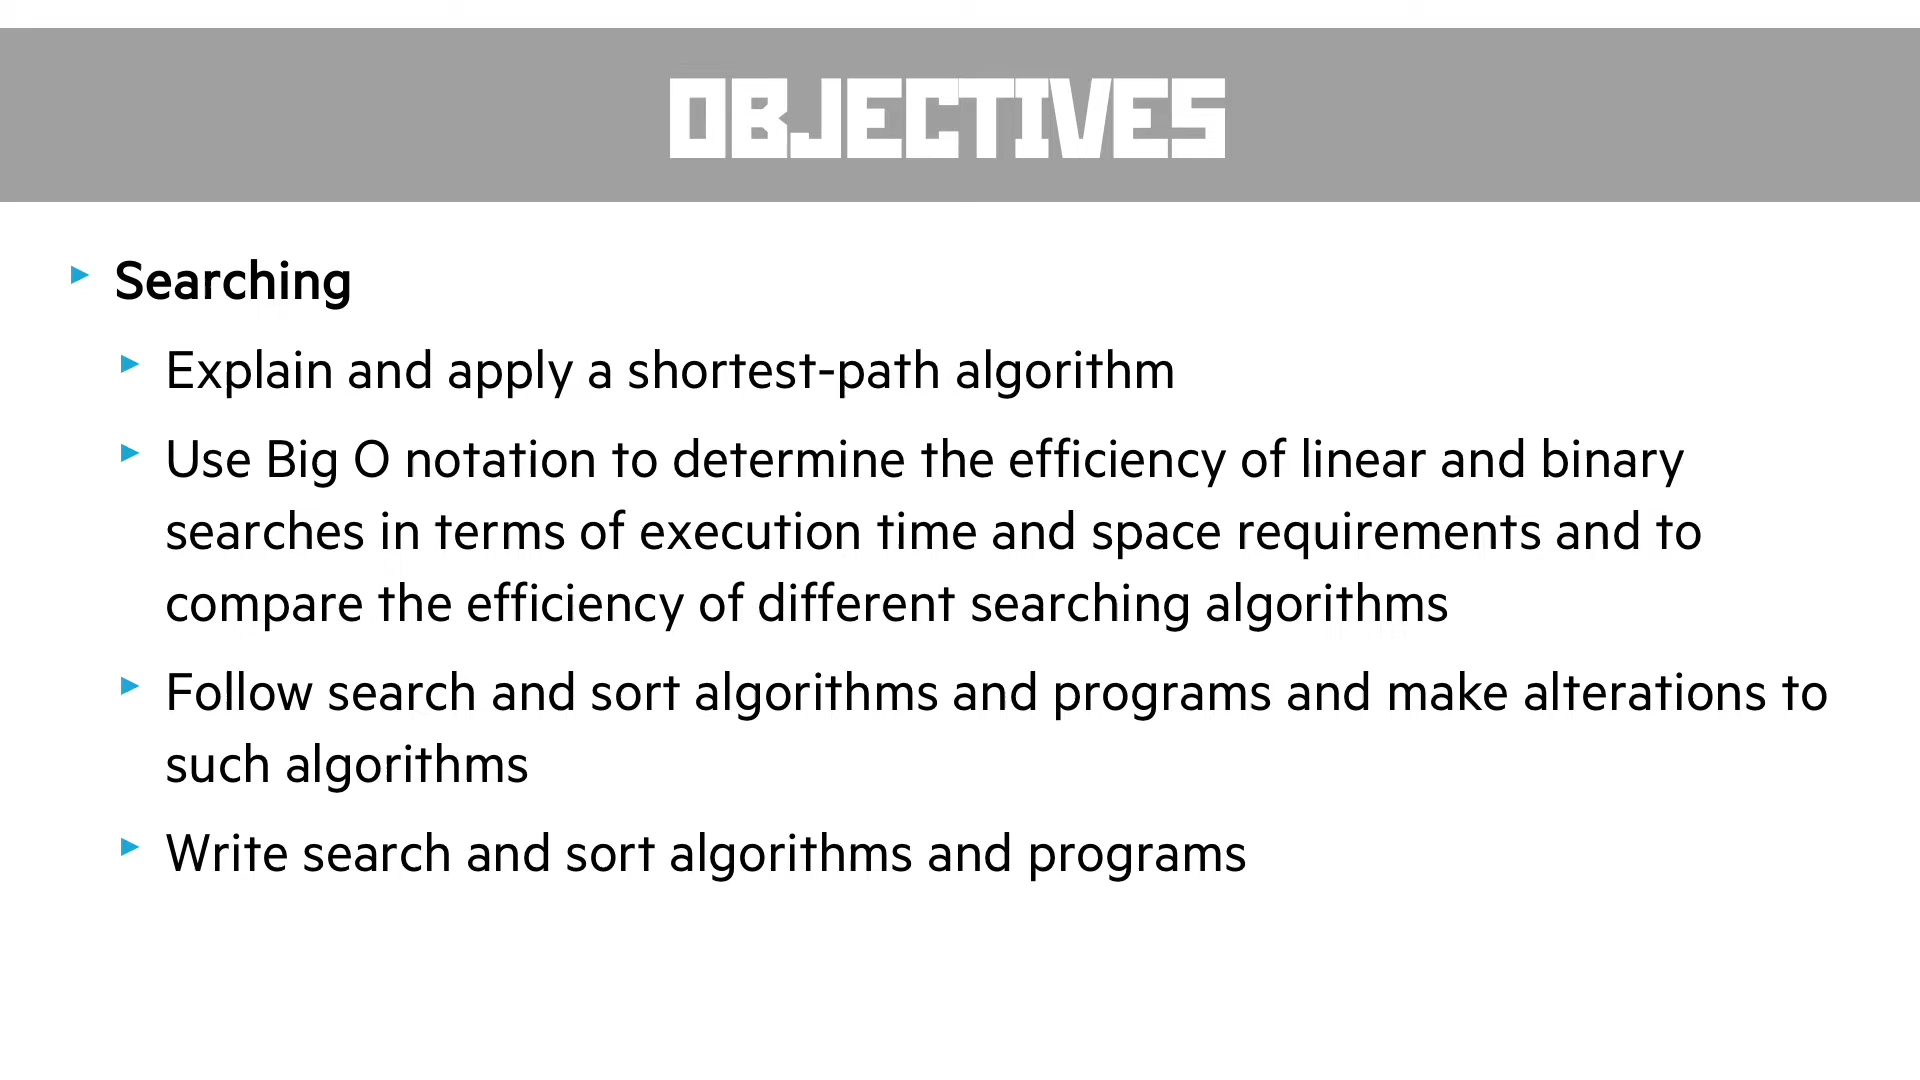 OBJECTIVES
Searching
Explain and apply a shortest-path algorithm
Use Big O notation to determine the efficiency of linear and binary
searches in terms of execution time and space requirements and to
compare the efficiency of different searching algorithms
Follow search and sort algorithms and programs and make alterations to
such algorithms
Write search and sort algorithms and programs